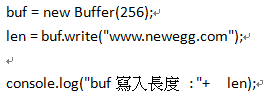 buf = new Buffer(256);
len = buf.write("www.newegg.com");
console.log("buf 寫入長度 :"+ len);